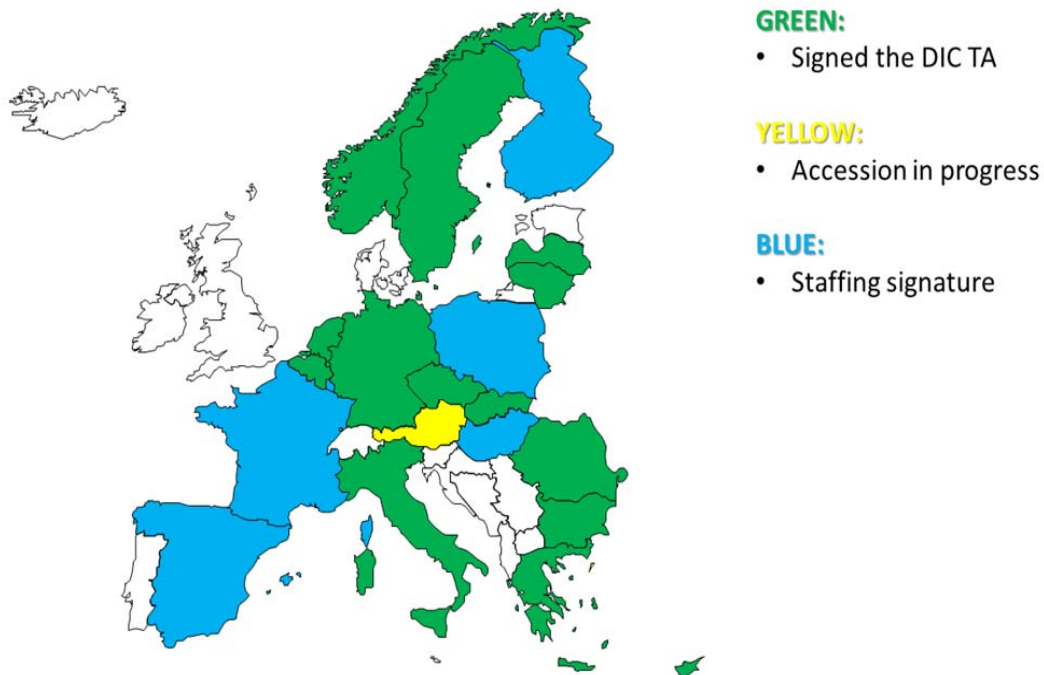 GREEN:
• Signed the DIC TA
YELLOW:
• Accession in progress
BLUE:
• Staffing signature